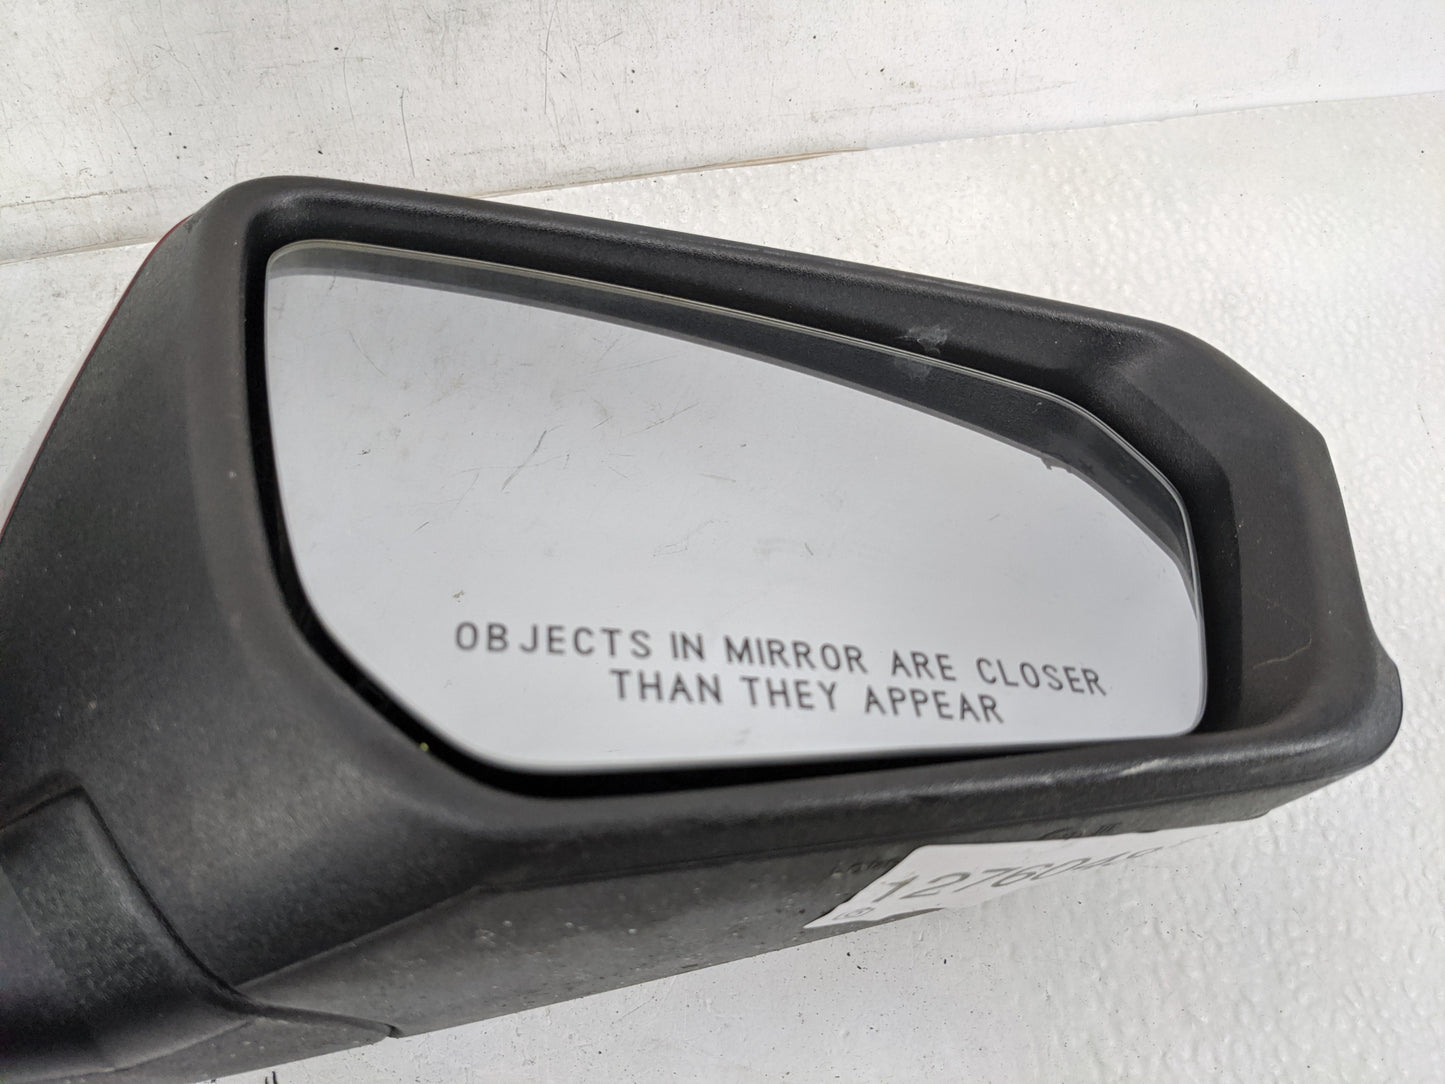 OBJECTS IN MIRROR ARE CLOSER
THAN THEY APPEAR